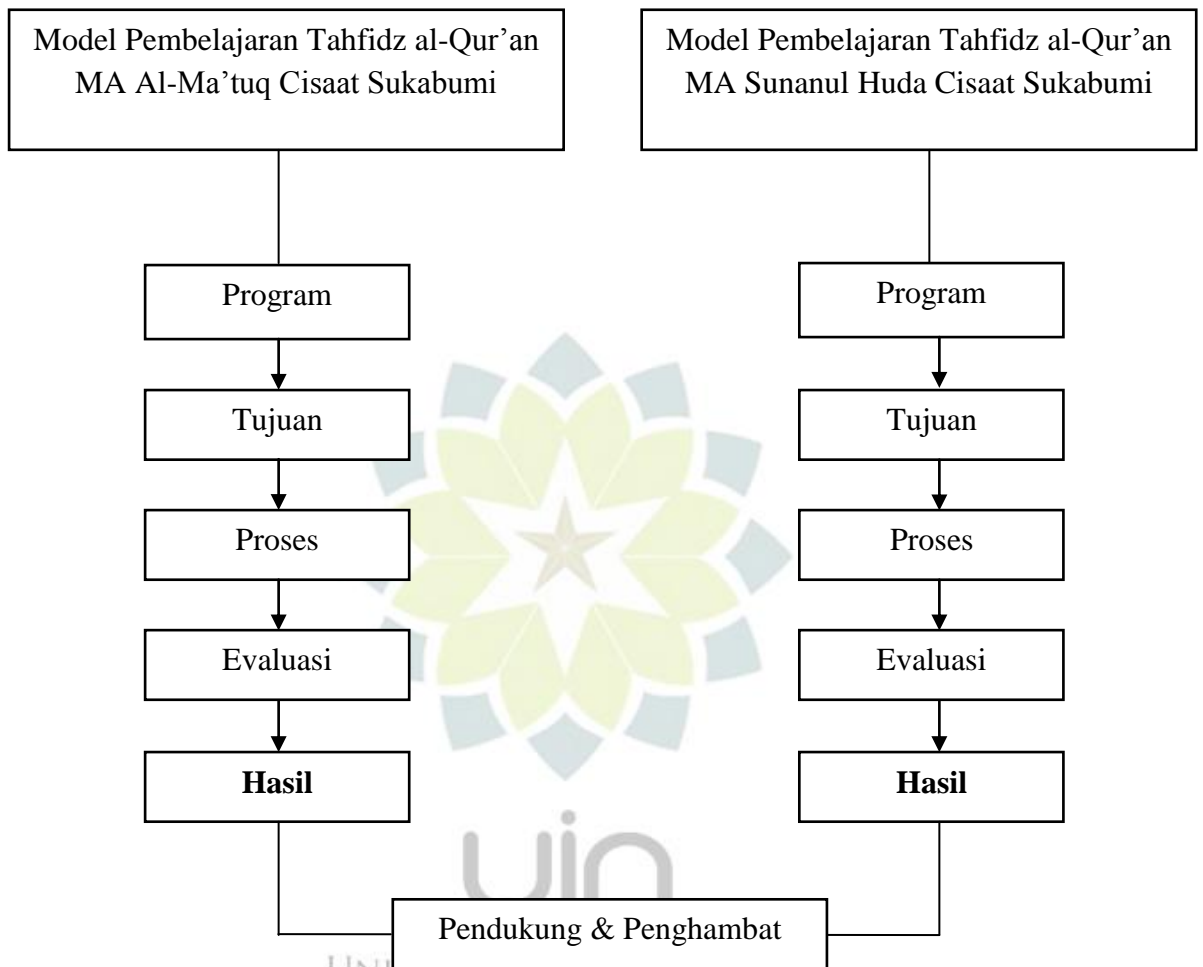 Model Pembelajaran Tahfidz al-Qur’an
MA Al-Ma’tuq Cisaat Sukabumi
Model Pembelajaran Tahfidz al-Qur’an
MA Sunanul Huda Cisaat Sukabumi
Program
Program
Tujuan
Tujuan
Proses
Proses
Evaluasi
Evaluasi
Hasil
Hasil
uin
Pendukung & Penghambat